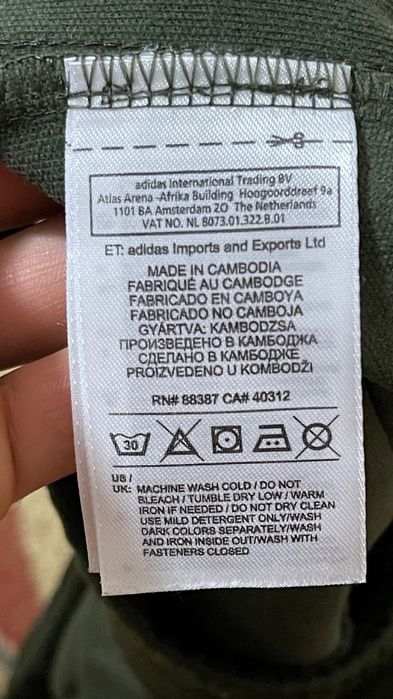 adidas International Trading BV
Atlas Arena -Afrika Building Hoogoorddreef 9a
1101 BA Amsterdam ZO The Netherlands
VAT NO. NL 8073.01.322.B.01
ET: adidas Imports and Exports Ltd
MADE IN CAMBODIA
FABRIQUÉ AU CAMBODGE
FABRICADO EN CAMBOYA
FABRICADO NO CAMBOJA
GYÁRTVA: KAMBODZSA
ПРОИЗВЕДЕНО В КАМБОДЖА
СДЕЛАНО В КАМБОДЖЕ
PROIZVEDENO U KOMBODŽI
RN# 88387 CA# 40312
30
US /
UK: MACHINE WASH COLD / DO NOT
BLEACH / TUMBLE DRY LOW / WARM
IRON IF NEEDED / DO NOT DRY CLEAN
USE MILD DETERGENT ONLY/WASH
DARK COLORS SEPARATELY/WASH
AND IRON INSIDE OUT/WASH WITH
FASTENERS CLOSED